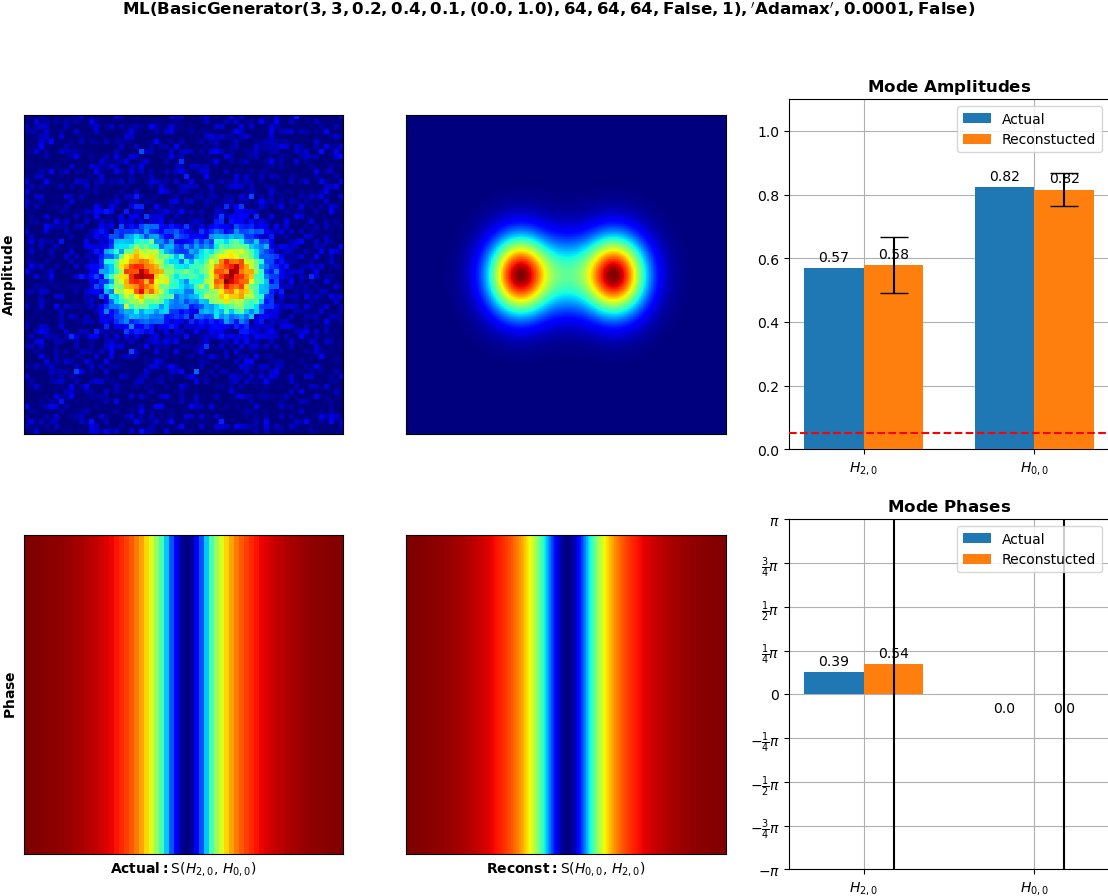 ML(BasicGenerator(3, 3, 0.2, 0.4, 0.1, (0.0, 1.0), 64, 64, 64, False, 1), ′Adamax′, 0.0001, False)
Amplitude
Mode Amplitudes
Actual
Reconstucted
1.0
0.8
0.6
0.4
0.2
0.0
0.57
0.58
0.82
0.82
H2, 0
H0, 0
Phase
Actual: S(H2, 0, H0, 0)
Reconst: S(H0, 0, H2, 0)
Mode Phases
Actual
Reconstucted
π
3/4π
1/2π
1/4π
0
−1/4π
−1/2π
−3/4π
−π
0.39
0.54
0.0
0.0
H2, 0
H0, 0